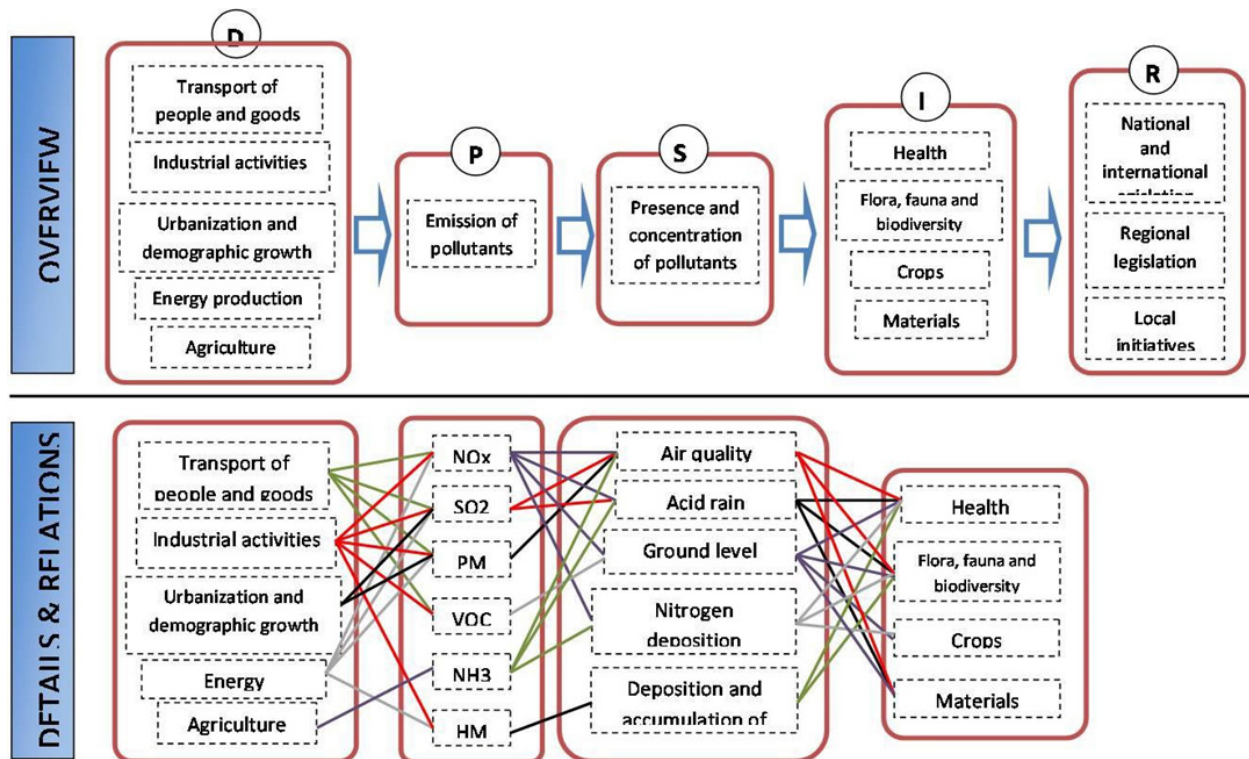 OVERVIEW
D
Transport of
people and goods
Industrial activities
Urbanization and
demographic growth
Energy production
Agriculture
P
Emission of
pollutants
S
Presence and
concentration
of pollutants
I
Health
Flora, fauna and
biodiversity
Crops
Materials
R
National
and
international
Regional
legislation
Local
initiatives
DETAILS & RELATIONS
Transport of
people and goods
Industrial activities
Urbanization and
demographic growth
Energy
Agriculture
NOx
SO2
PM
VOC
NH3
HM
Air quality
Acid rain
Ground level
Nitrogen
deposition
Deposition and
accumulation of
Health
Flora, fauna and
biodiversity
Crops
Materials